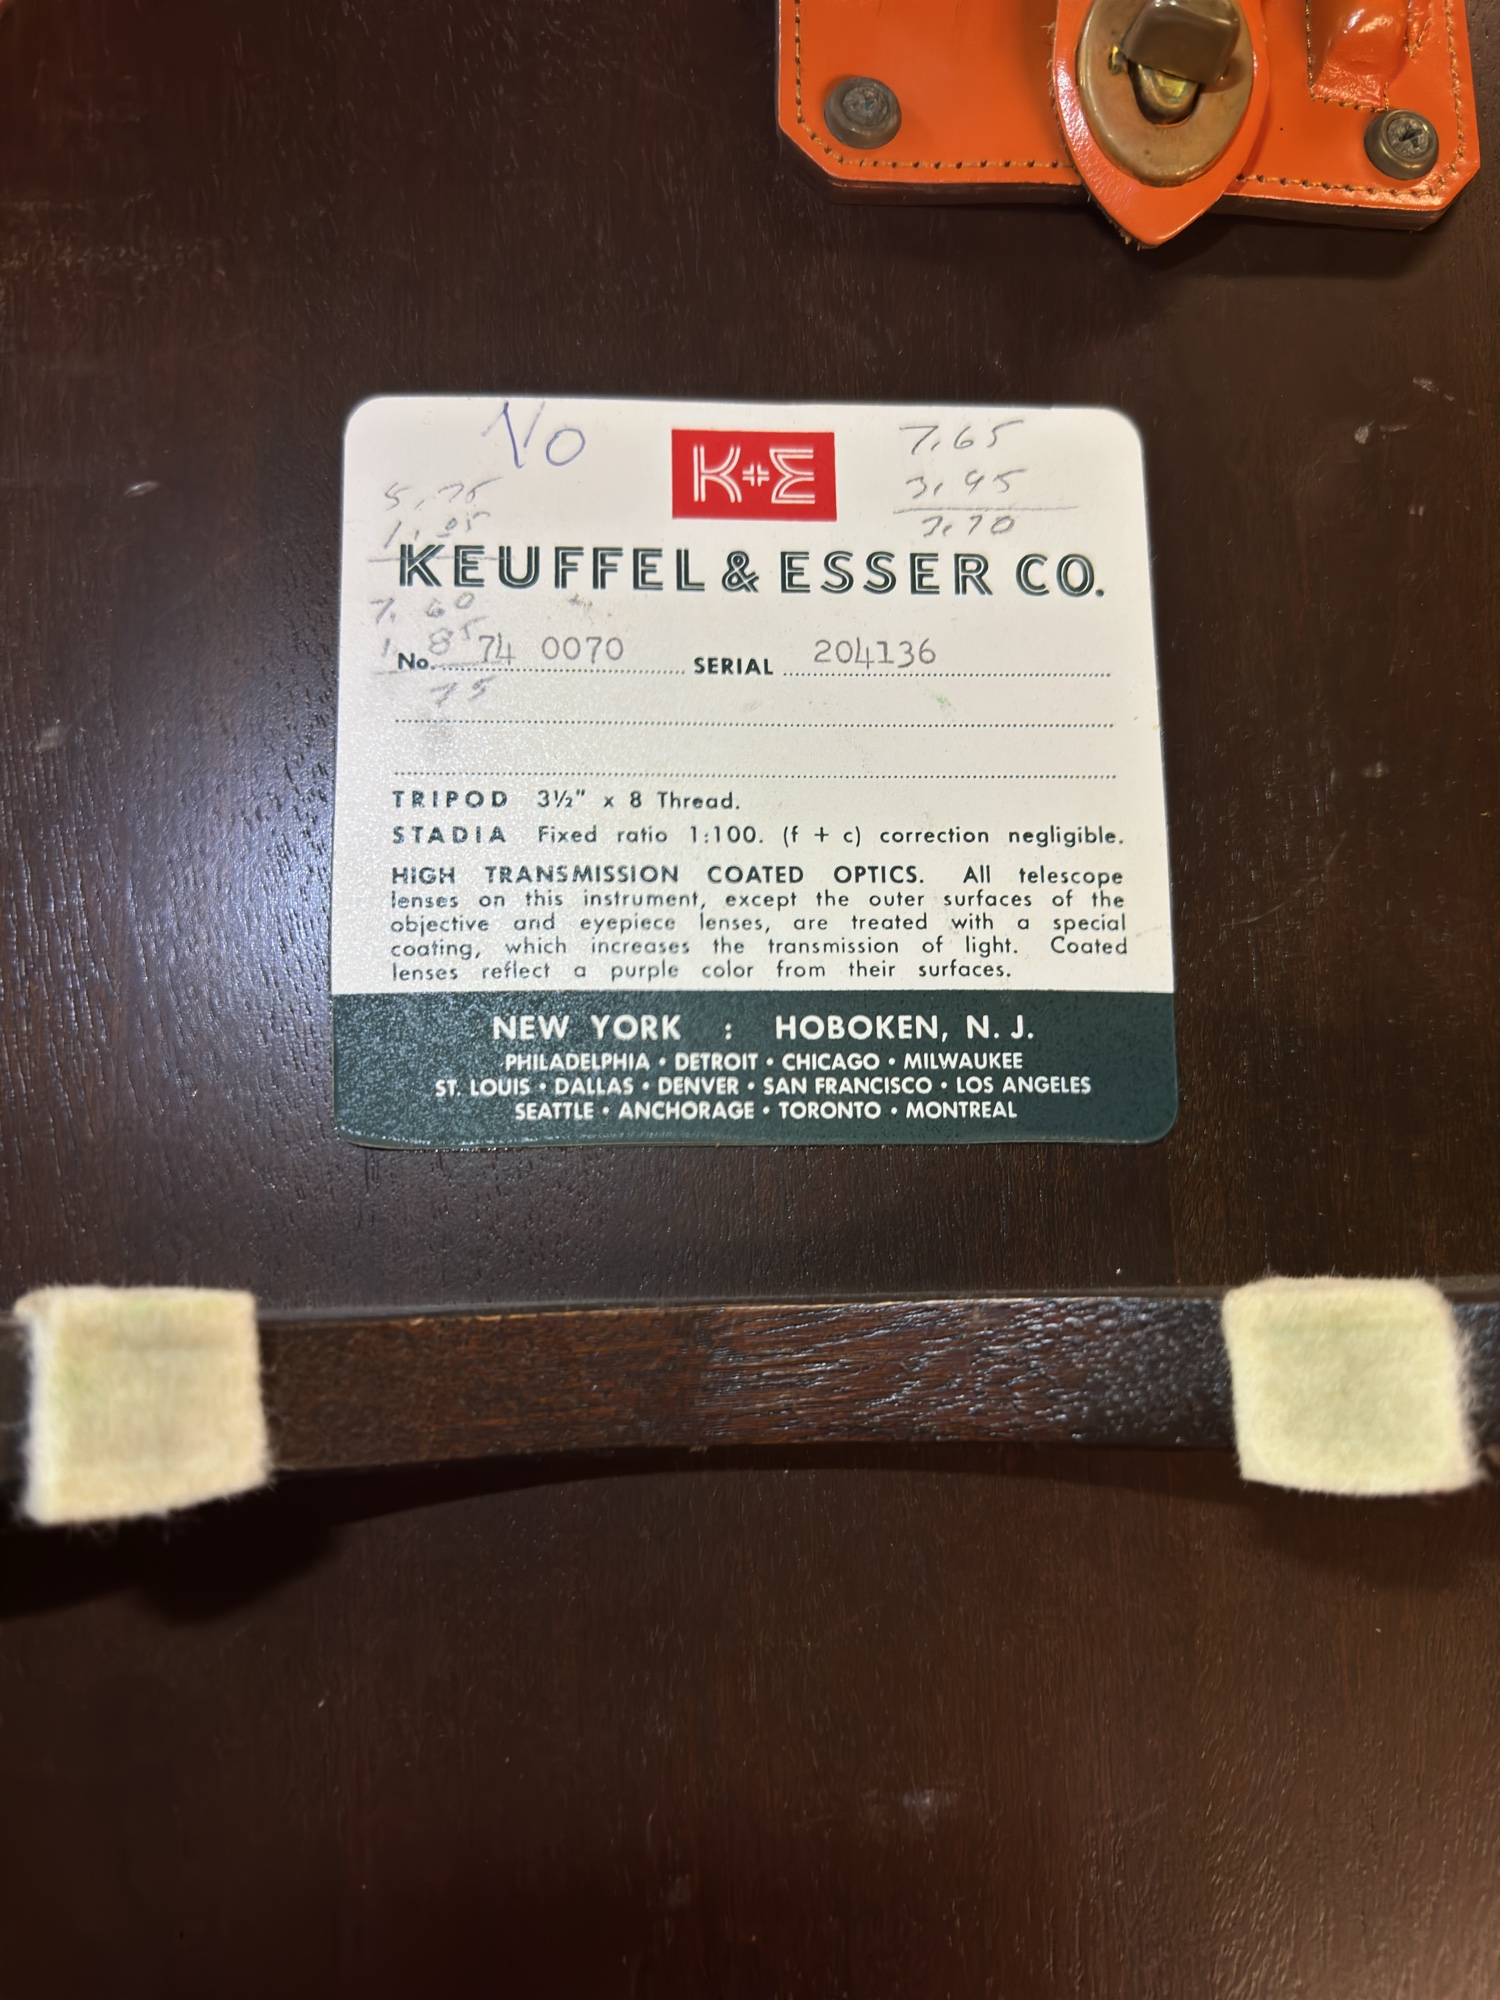 No
K+E
7.65
3.95
3.70
5.75
1.05
KEUFFEL & ESSER CO.
7.60
1.85
No. 74 0070 SERIAL 204136
75
TRIPOD 3½" x 8 Thread.
STADIA Fixed ratio 1:100. (f + c) correction negligible.
HIGH TRANSMISSION COATED OPTICS. All telescope
lenses on this instrument, except the outer surfaces of the
objective and eyepiece lenses, are treated with a special
coating, which increases the transmission of light. Coated
lenses reflect a purple color from their surfaces.
NEW YORK : HOBOKEN, N. J.
PHILADELPHIA • DETROIT • CHICAGO • MILWAUKEE
ST. LOUIS • DALLAS • DENVER • SAN FRANCISCO • LOS ANGELES
SEATTLE • ANCHORAGE • TORONTO • MONTREAL